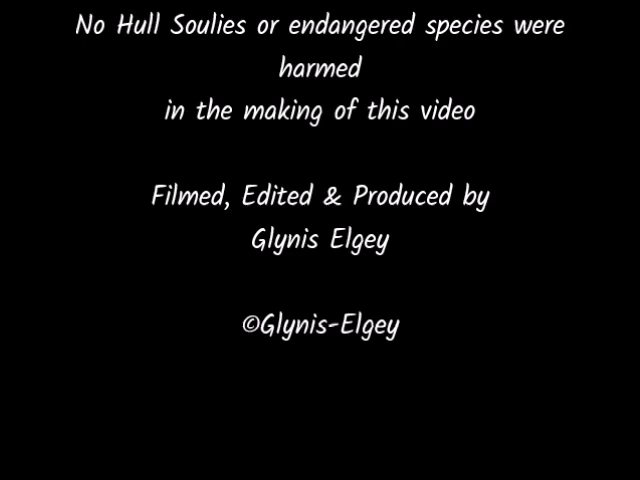 No Hull Soulies or endangered species were
harmed
in the making of this video
Filmed, Edited & Produced by
Glynis Elgey
©Glynis-Elgey